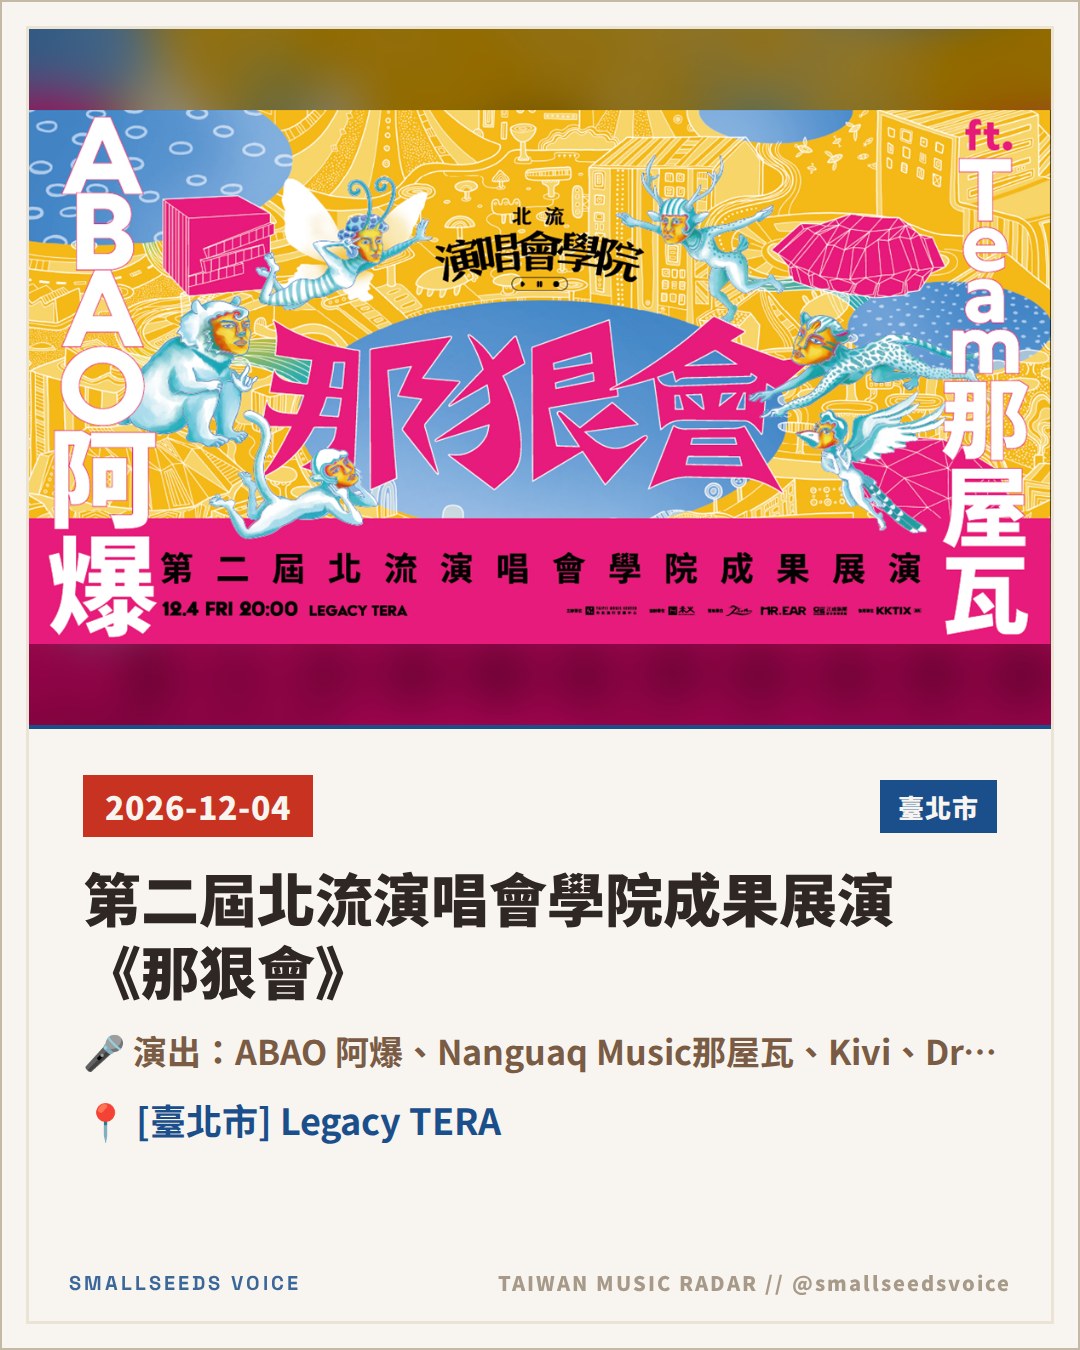 ABAO阿爆
ft.
Team那屋瓦
北流
演唱會學院
那狠會
第二屆北流演唱會學院成果展演
12.4 FRI 20:00 LEGACY TERA
MR.EAR
KKTIX
2026-12-04
臺北市
第二屆北流演唱會學院成果展演
《那狠會》
演出：ABAO 阿爆、Nanguaq Music那屋瓦、Kivi、Dr…
[臺北市] Legacy TERA
SMALLSEEDS VOICE
TAIWAN MUSIC RADAR // @smallseedsvoice